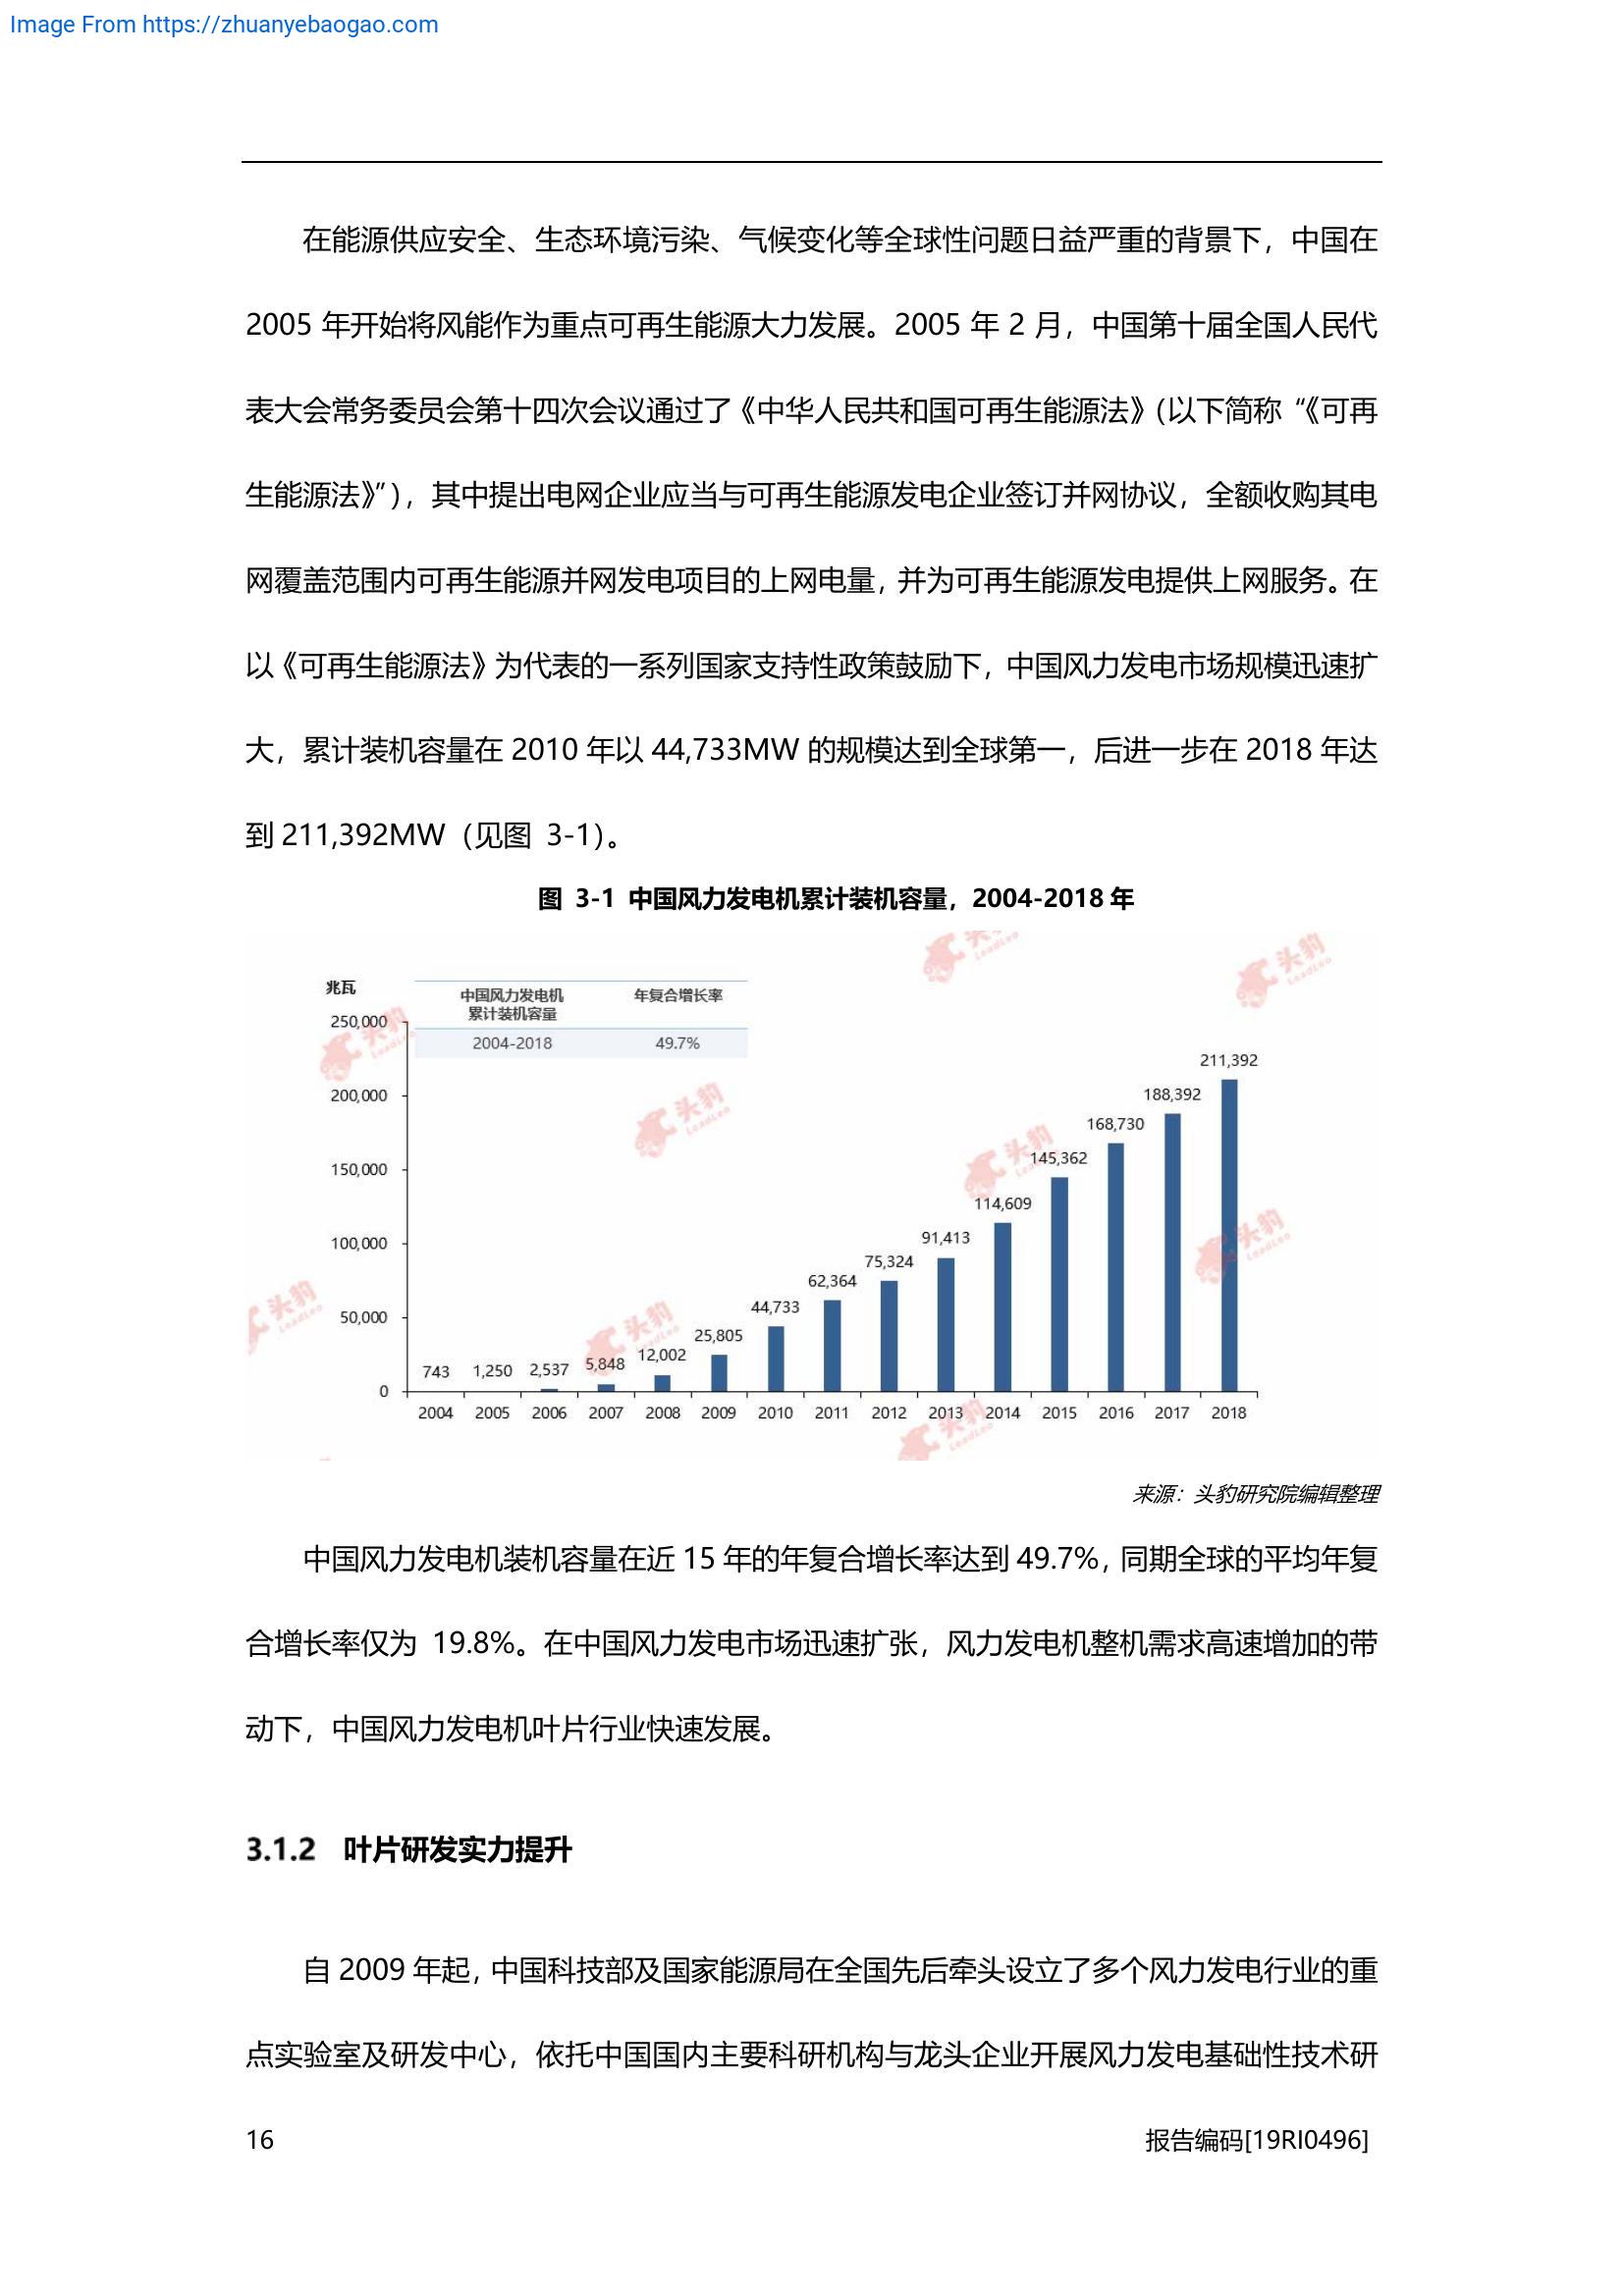 Image From https://zhuanyebaogao.com
在能源供应安全、生态环境污染、气候变化等全球性问题日益严重的背景下，中国在
2005 年开始将风能作为重点可再生能源大力发展。2005 年 2 月，中国第十届全国人民代
表大会常务委员会第十四次会议通过了《中华人民共和国可再生能源法》（以下简称“《可再
生能源法》”），其中提出电网企业应当与可再生能源发电企业签订并网协议，全额收购其电
网覆盖范围内可再生能源并网发电项目的上网电量，并为可再生能源发电提供上网服务。在
以《可再生能源法》为代表的一系列国家支持性政策鼓励下，中国风力发电市场规模迅速扩
大，累计装机容量在 2010 年以 44,733MW 的规模达到全球第一，后进一步在 2018 年达
到 211,392MW（见图 3-1）。
图 3-1 中国风力发电机累计装机容量，2004-2018 年
兆瓦
中国风力发电机 年复合增长率
累计装机容量
2004-2018 49.7%
250,000
200,000
150,000
100,000
50,000
0
743 1,250 2,537 5,848 12,002 25,805 44,733 62,364 75,324 91,413 114,609 145,362 168,730 188,392 211,392
2004 2005 2006 2007 2008 2009 2010 2011 2012 2013 2014 2015 2016 2017 2018
头豹
LeadLeo
头豹
LeadLeo
头豹
LeadLeo
头豹
LeadLeo
头豹
LeadLeo
头豹
LeadLeo
头豹
LeadLeo
头豹
LeadLeo
头豹
LeadLeo
来源：头豹研究院编辑整理
中国风力发电机装机容量在近 15 年的年复合增长率达到 49.7%，同期全球的平均年复
合增长率仅为 19.8%。在中国风力发电市场迅速扩张，风力发电机整机需求高速增加的带
动下，中国风力发电机叶片行业快速发展。
3.1.2 叶片研发实力提升
自 2009 年起，中国科技部及国家能源局在全国先后牵头设立了多个风力发电行业的重
点实验室及研发中心，依托中国国内主要科研机构与龙头企业开展风力发电基础性技术研
16 报告编码[19RI0496]